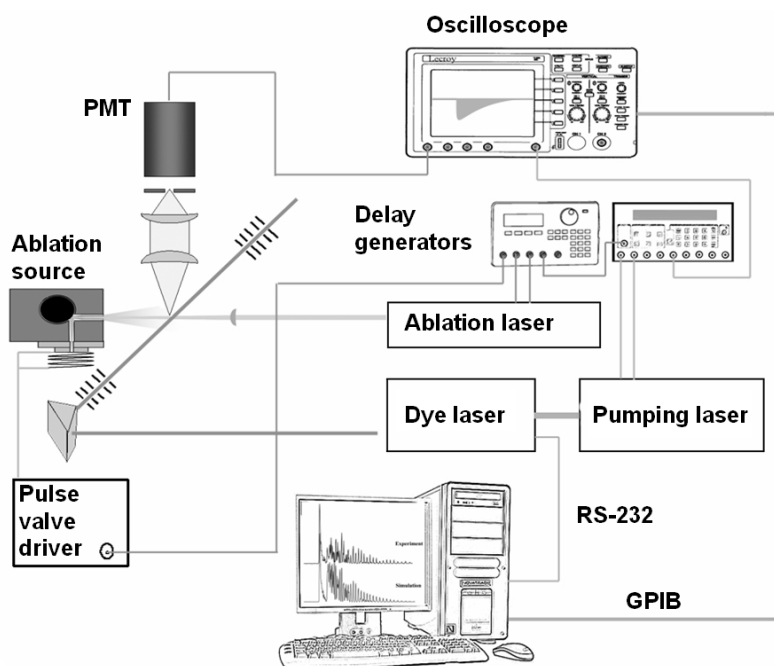 Oscilloscope
Lecroy
PMT
Delay
generators
Ablation
source
Ablation laser
Dye laser
Pumping laser
Pulse
valve
driver
RS-232
Experiment
Simulation
GPIB